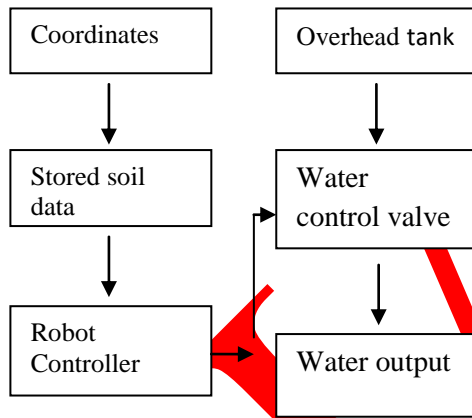 Coordinates
Overhead tank
Stored soil
data
Water
control valve
Robot
Controller
Water output